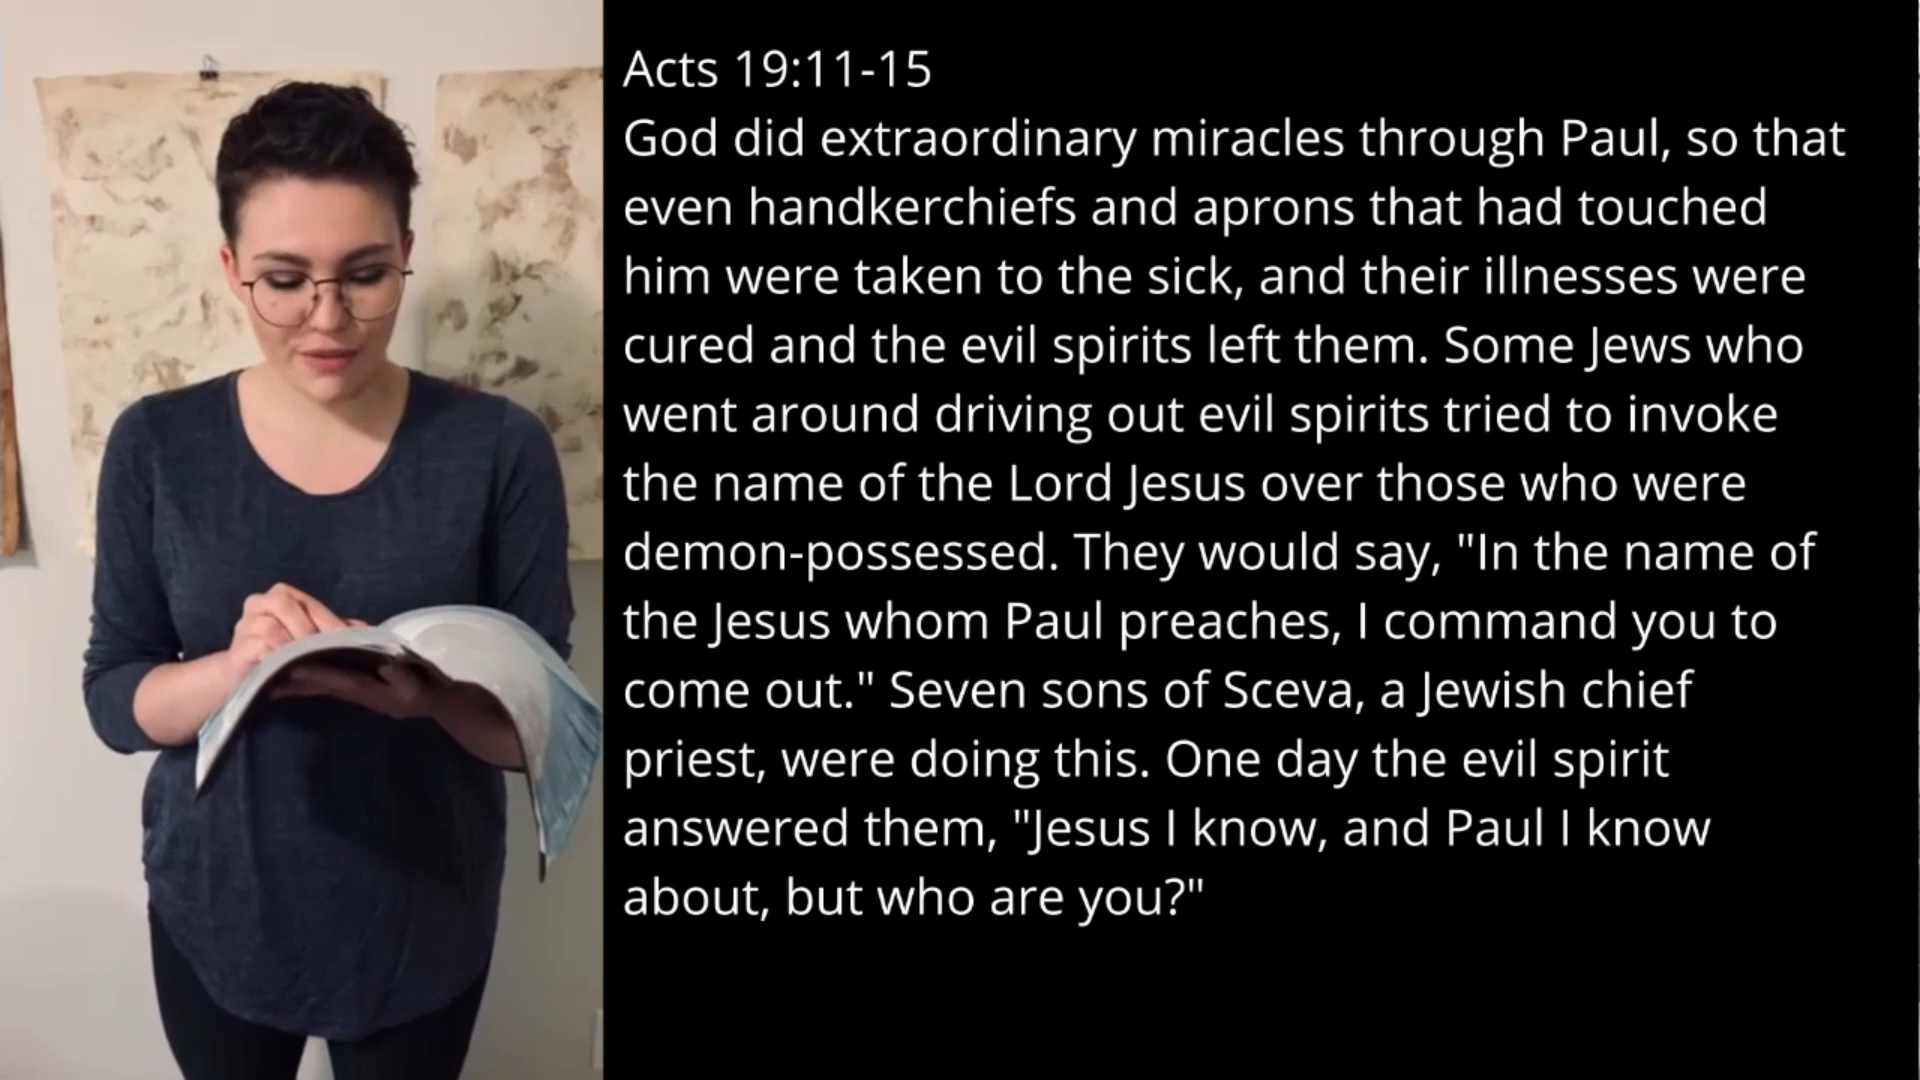 Acts 19:11-15
God did extraordinary miracles through Paul, so that
even handkerchiefs and aprons that had touched
him were taken to the sick, and their illnesses were
cured and the evil spirits left them. Some Jews who
went around driving out evil spirits tried to invoke
the name of the Lord Jesus over those who were
demon-possessed. They would say, "In the name of
the Jesus whom Paul preaches, I command you to
come out." Seven sons of Sceva, a Jewish chief
priest, were doing this. One day the evil spirit
answered them, "Jesus I know, and Paul I know
about, but who are you?"